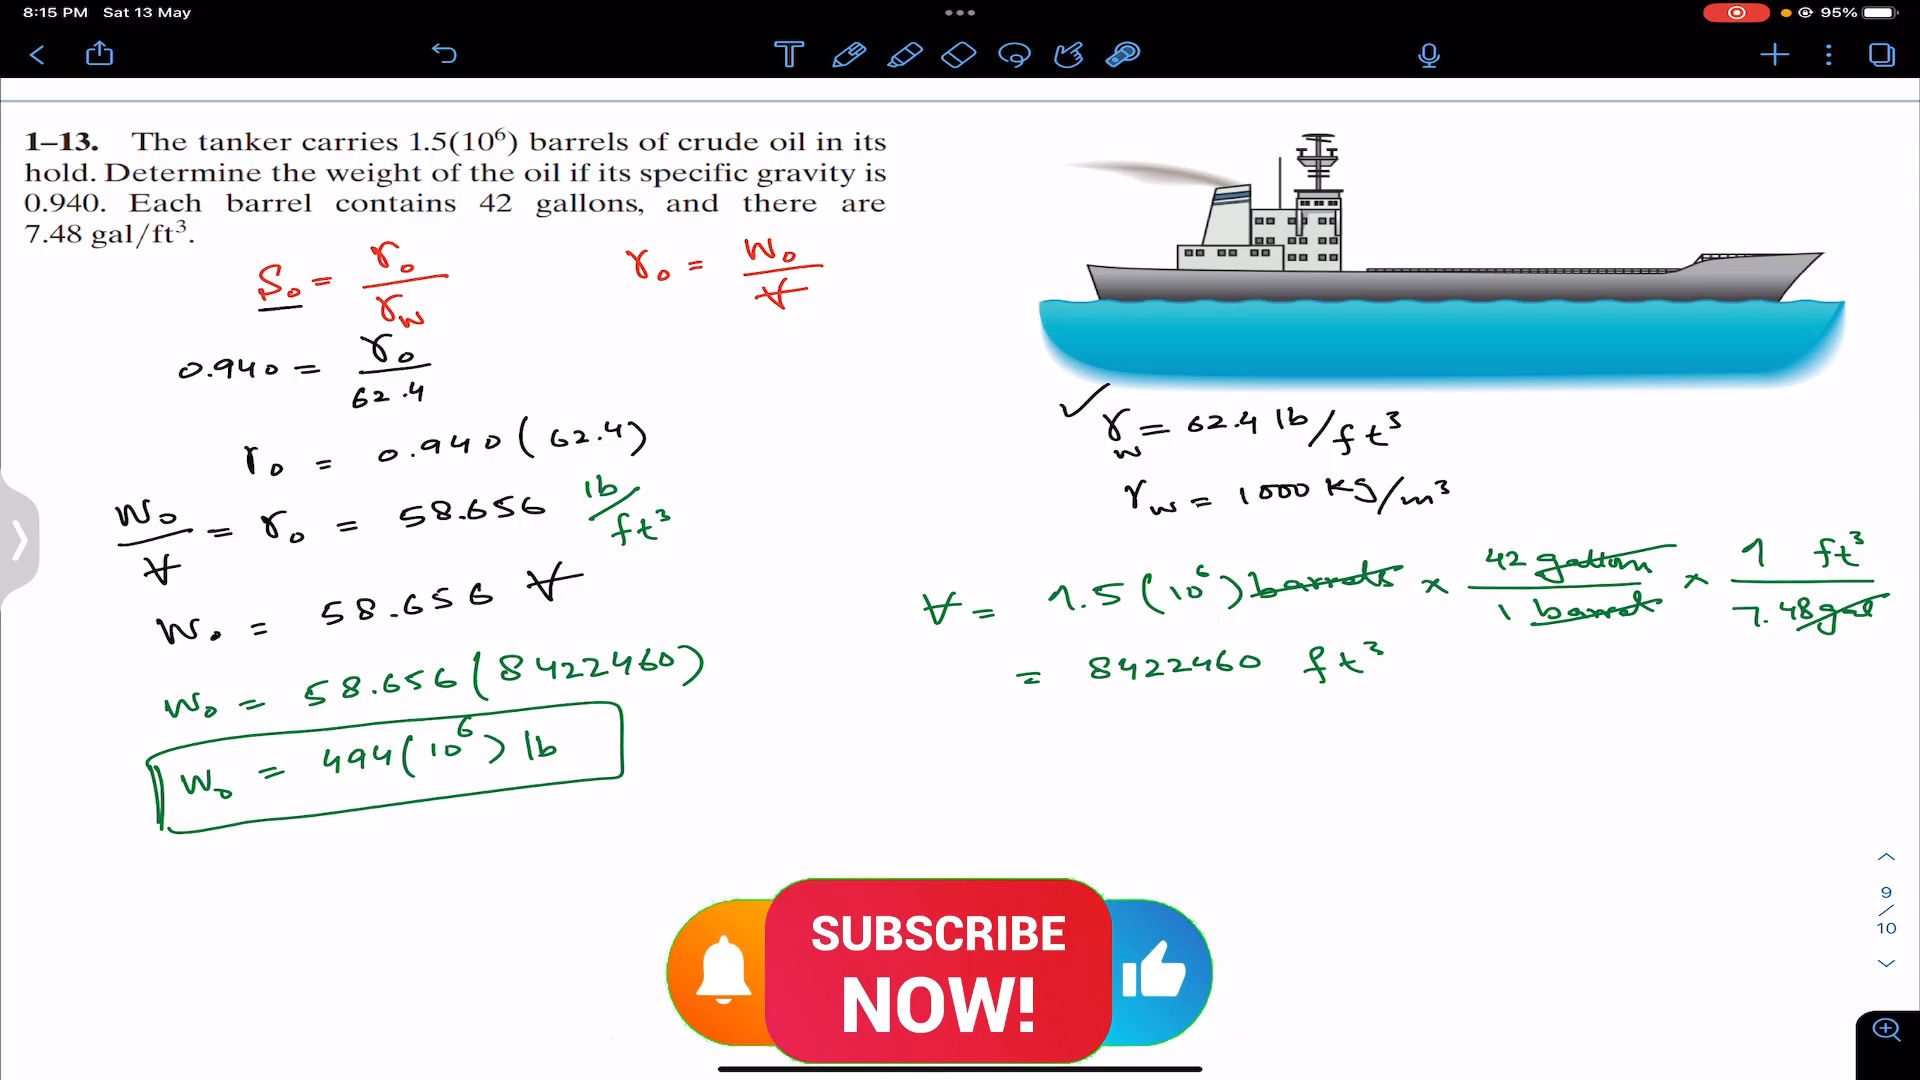 8:15 PM Sat 13 May
95%
1–13. The tanker carries 1.5(10⁶) barrels of crude oil in its
hold. Determine the weight of the oil if its specific gravity is
0.940. Each barrel contains 42 gallons, and there are
7.48 gal/ft³.
S₀ = γ₀/γw
γ₀ = W₀/V
0.940 = γ₀/62.4
γ₀ = 0.940(62.4)
W₀/V = γ₀ = 58.656 lb/ft³
W₀ = 58.656 V
W₀ = 58.656(8422460)
W₀ = 494(10⁶) lb
γw = 62.4 lb/ft³
γw = 1000 KG/m³
V = 1.5(10⁶) barrels × 42 gallons/1 barrel × 1 ft³/7.48 gal
= 8422460 ft³
SUBSCRIBE
NOW!
9
/
10